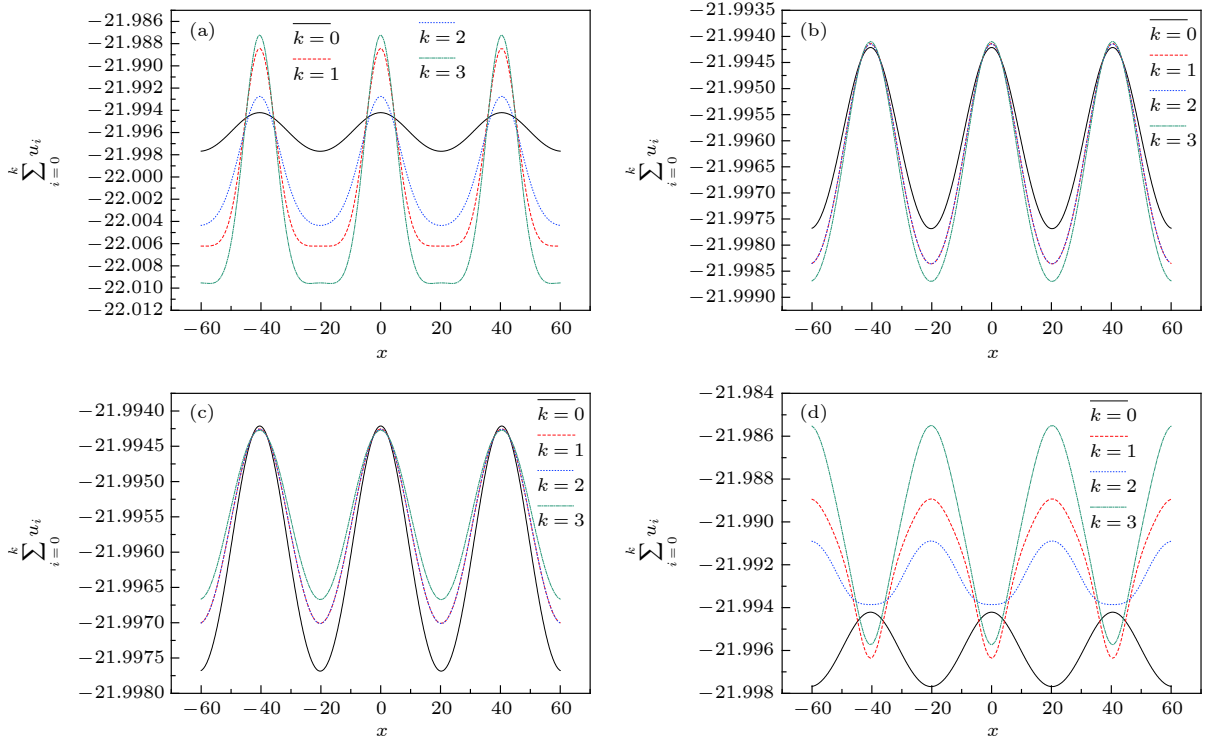 (a)
k = 0
k = 1
k = 2
k = 3
−21.986
−21.988
−21.990
−21.992
−21.994
−21.996
−21.998
−22.000
−22.002
−22.004
−22.006
−22.008
−22.010
−22.012
k
∑ u_i
i = 0
−60 −40 −20 0 20 40 60
x
(b)
k = 0
k = 1
k = 2
k = 3
−21.9935
−21.9940
−21.9945
−21.9950
−21.9955
−21.9960
−21.9965
−21.9970
−21.9975
−21.9980
−21.9985
−21.9990
k
∑ u_i
i = 0
−60 −40 −20 0 20 40 60
x
(c)
k = 0
k = 1
k = 2
k = 3
−21.9940
−21.9945
−21.9950
−21.9955
−21.9960
−21.9965
−21.9970
−21.9975
−21.9980
k
∑ u_i
i = 0
−60 −40 −20 0 20 40 60
x
(d)
k = 0
k = 1
k = 2
k = 3
−21.984
−21.986
−21.988
−21.990
−21.992
−21.994
−21.996
−21.998
k
∑ u_i
i = 0
−60 −40 −20 0 20 40 60
x